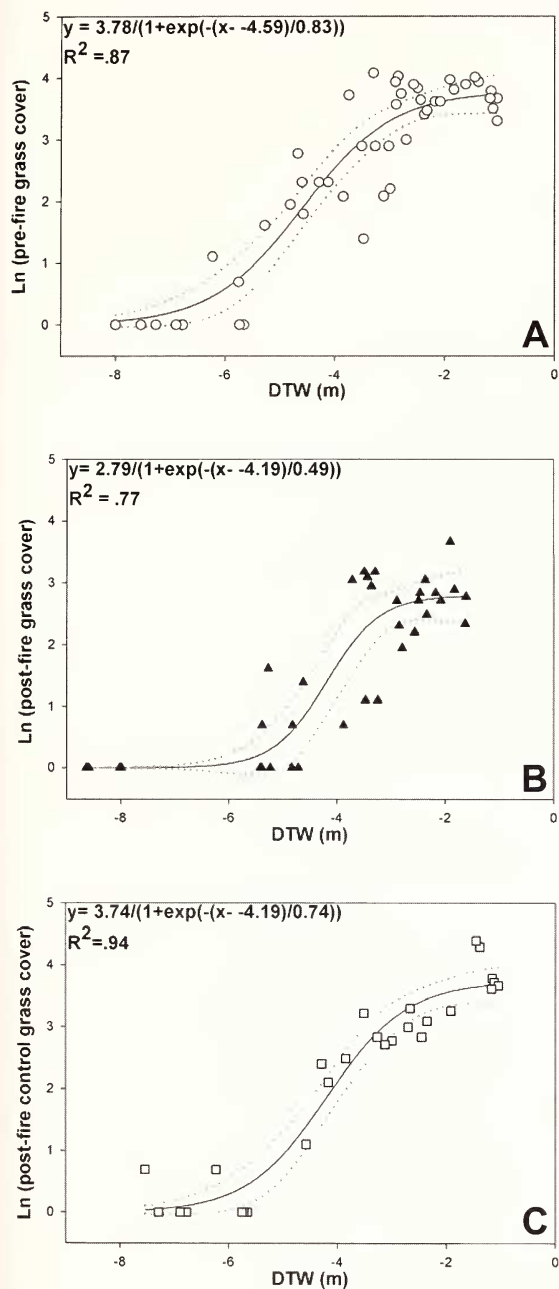 y = 3.78/(1+exp(-(x- -4.59)/0.83))
R2 =.87
5
4
3
2
1
0
Ln (pre-fire grass cover)
A
-8
-6
-4
-2
0
DTW (m)
y= 2.79/(1+exp(-(x- -4.19)/0.49))
R2 =.77
5
4
3
2
1
0
Ln (post-fire grass cover)
B
-8
-6
-4
-2
0
DTW (m)
y= 3.74/(1+exp(-(x- -4.19)/0.74))
R2=.94
5
4
3
2
1
0
Ln (post-fire control grass cover)
C
-8
-6
-4
-2
0
DTW (m)